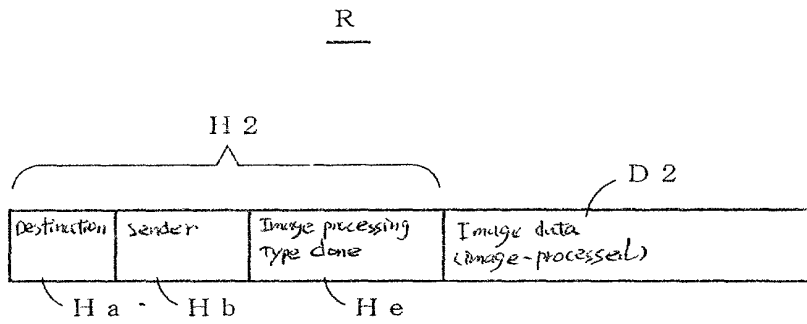 R
H 2
D 2
Destination
Sender
Image processing
Type done
Image data
(image-processed)
H a
H b
H e